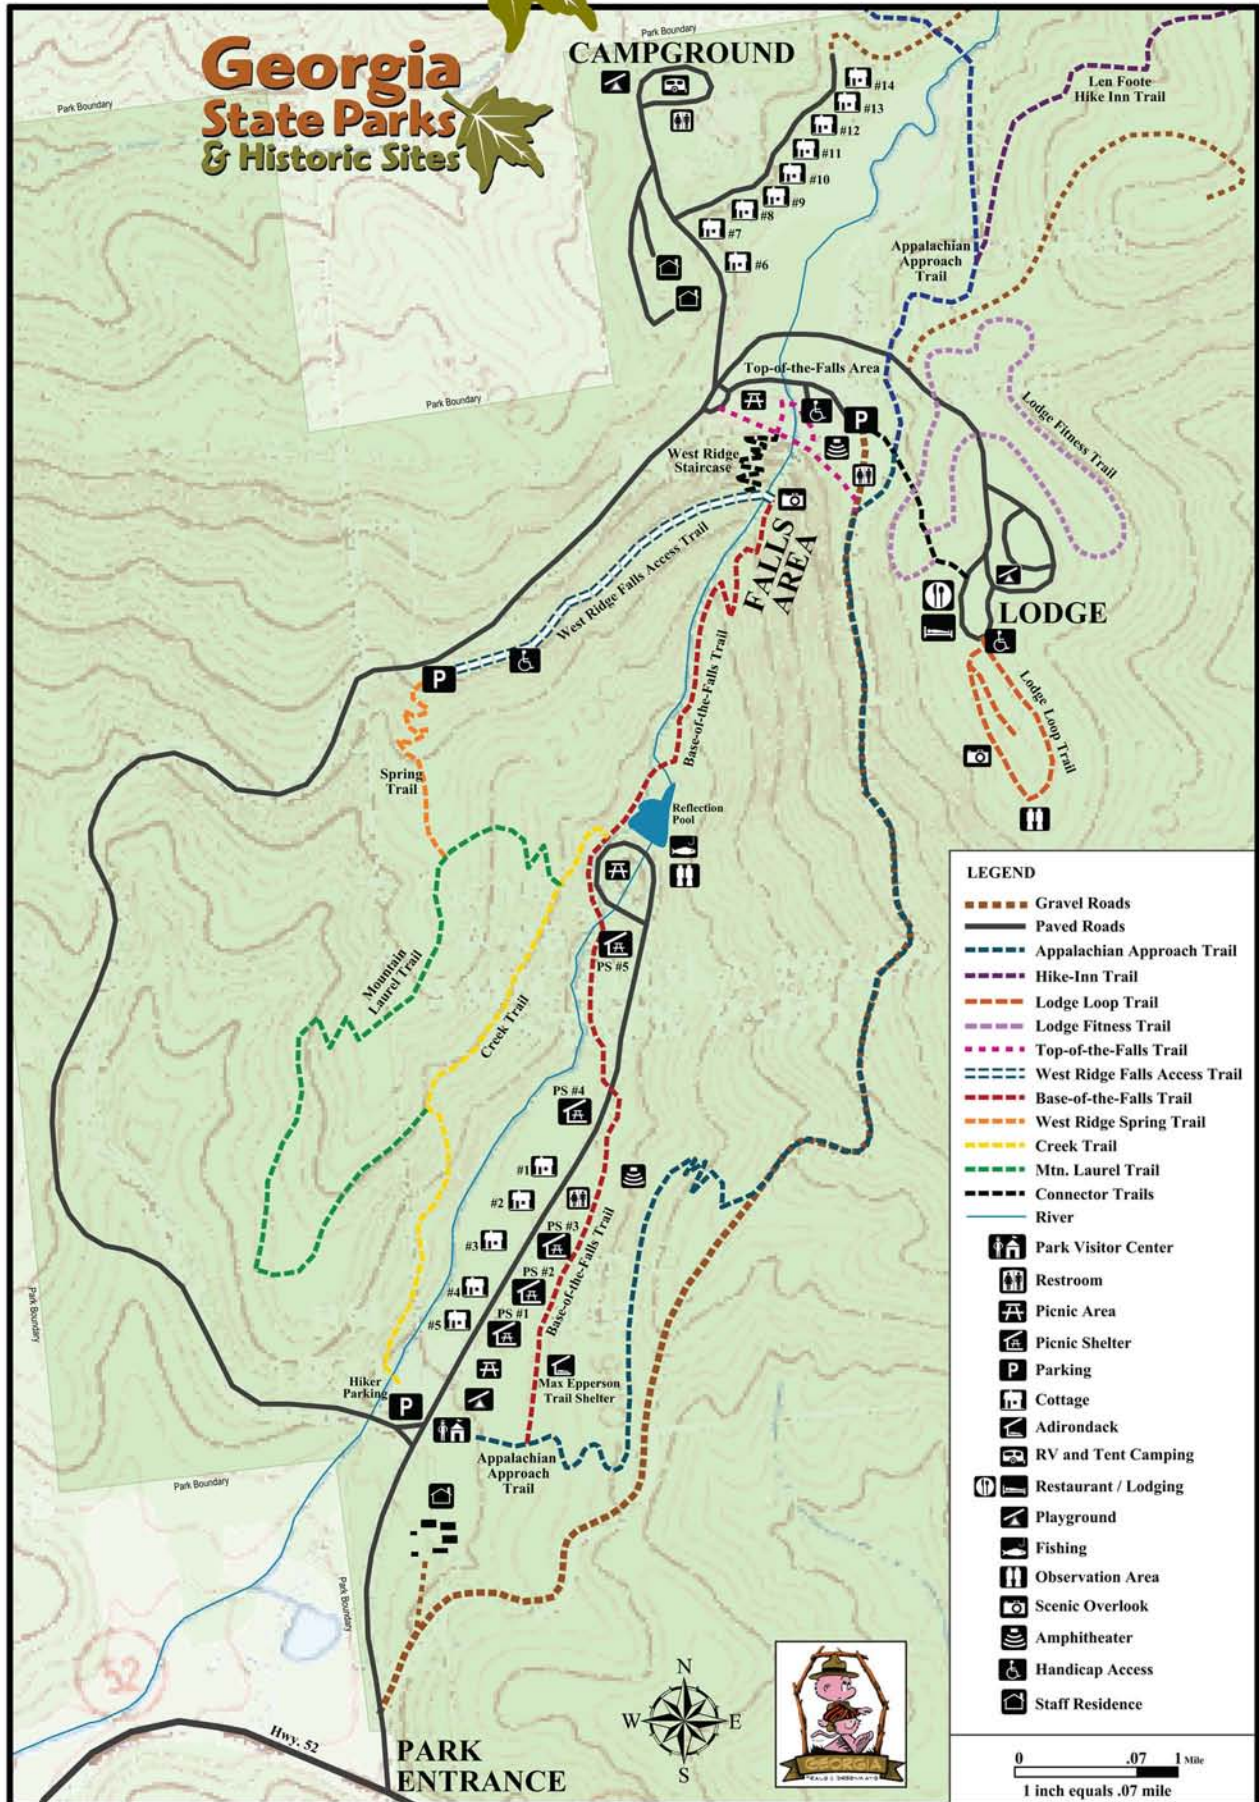 Georgia
State Parks
& Historic Sites
Park Boundary
Park Boundary
CAMPGROUND
#14
#13
#12
#11
#10
#9
#8
#7
#6
Len Foote
Hike Inn Trail
Appalachian
Approach
Trail
Park Boundary
Top-of-the-Falls Area
P
Lodge Fitness Trail
West Ridge
Staircase
FALLS
AREA
West Ridge Falls Access Trail
LODGE
P
Base-of-the-Falls Trail
Lodge Loop Trail
Spring
Trail
Reflection
Pool
Mountain
Laurel Trail
PS #5
Creek Trail
PS #4
#1
#2
#3
PS #3
PS #2
#4
#5
PS #1
Base-of-the-Falls Trail
Park Boundary
Hiker
Parking
P
Max Epperson
Trail Shelter
Appalachian
Approach
Trail
Park Boundary
Park Boundary
52
Hwy. 52
PARK
ENTRANCE
N
W
E
S
GEORGIA
LEGEND
Gravel Roads
Paved Roads
Appalachian Approach Trail
Hike-Inn Trail
Lodge Loop Trail
Lodge Fitness Trail
Top-of-the-Falls Trail
West Ridge Falls Access Trail
Base-of-the-Falls Trail
West Ridge Spring Trail
Creek Trail
Mtn. Laurel Trail
Connector Trails
River
Park Visitor Center
Restroom
Picnic Area
Picnic Shelter
P Parking
Cottage
Adirondack
RV and Tent Camping
Restaurant / Lodging
Playground
Fishing
Observation Area
Scenic Overlook
Amphitheater
Handicap Access
Staff Residence
0 .07 1 Mile
1 inch equals .07 mile